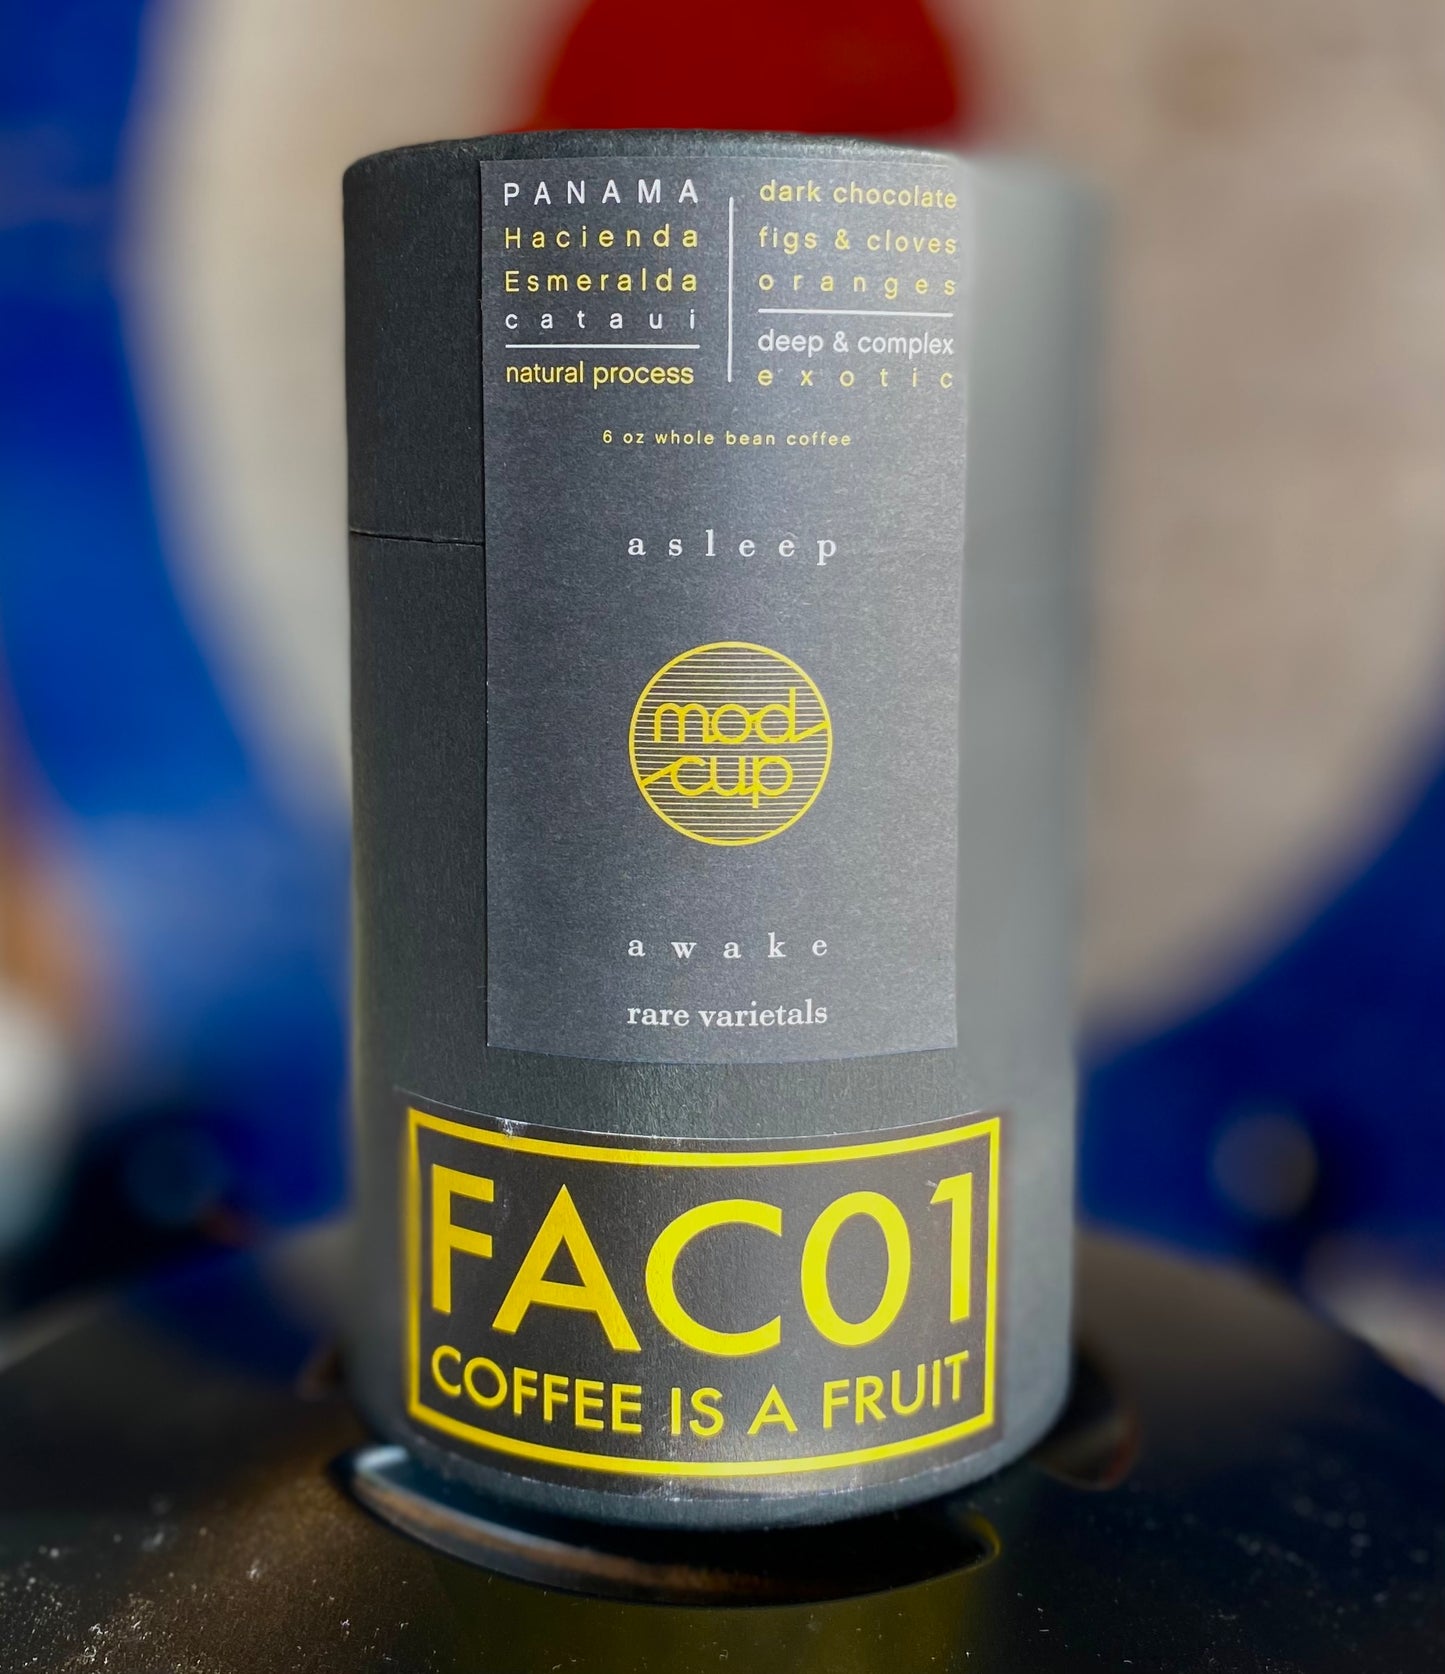 PANAMA
Hacienda
Esmeralda
cataui
natural process
dark chocolate
figs & cloves
oranges
deep & complex
exotic
6 oz whole bean coffee
asleep
mod
cup
awake
rare varietals
FAC01
COFFEE IS A FRUIT